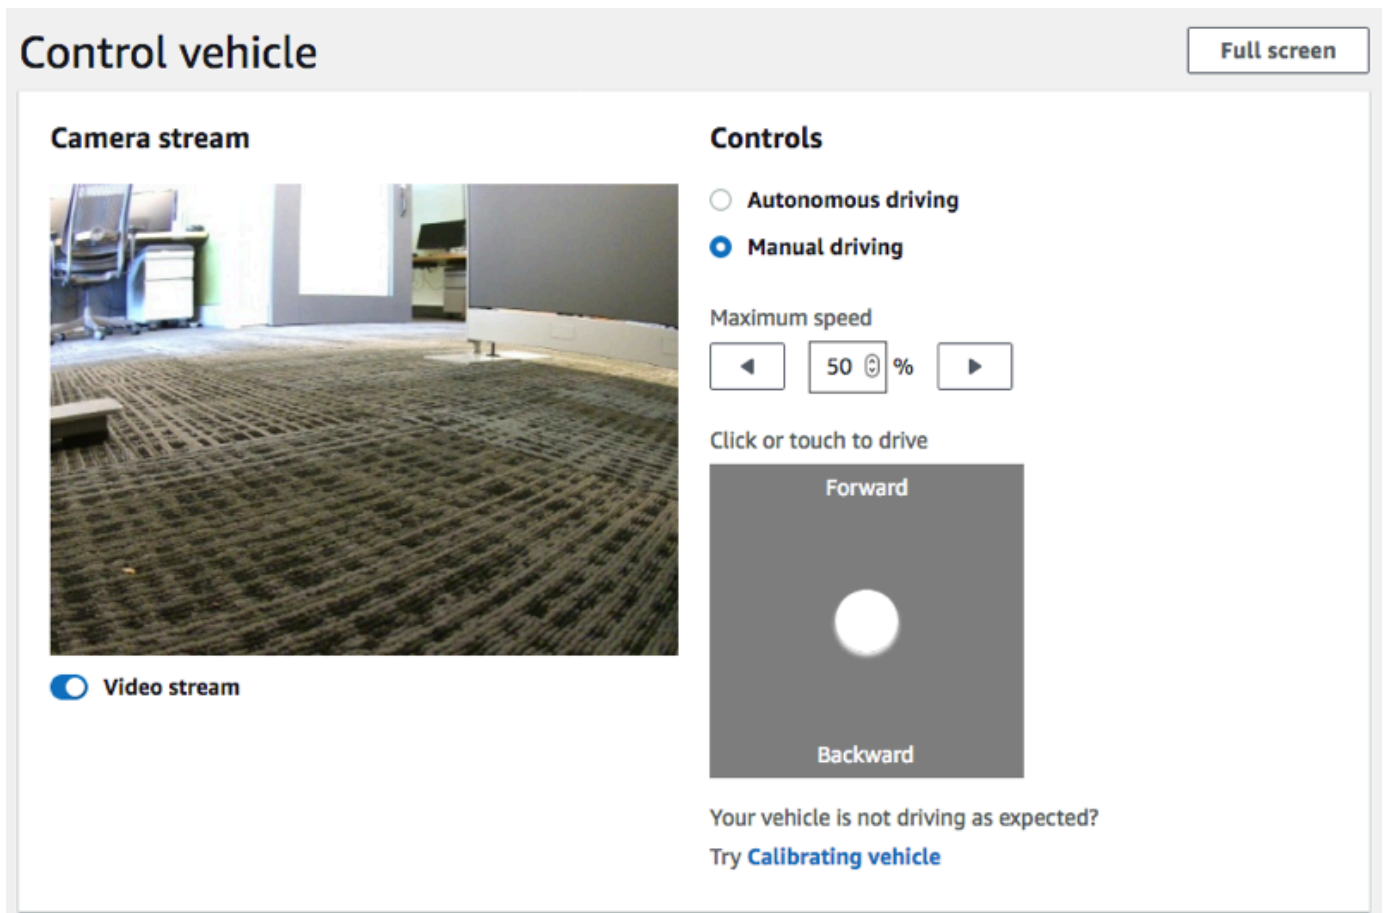 Control vehicle
Full screen
Camera stream
Video stream
Controls
Autonomous driving
Manual driving
Maximum speed
50 %
Click or touch to drive
Forward
Backward
Your vehicle is not driving as expected?
Try Calibrating vehicle